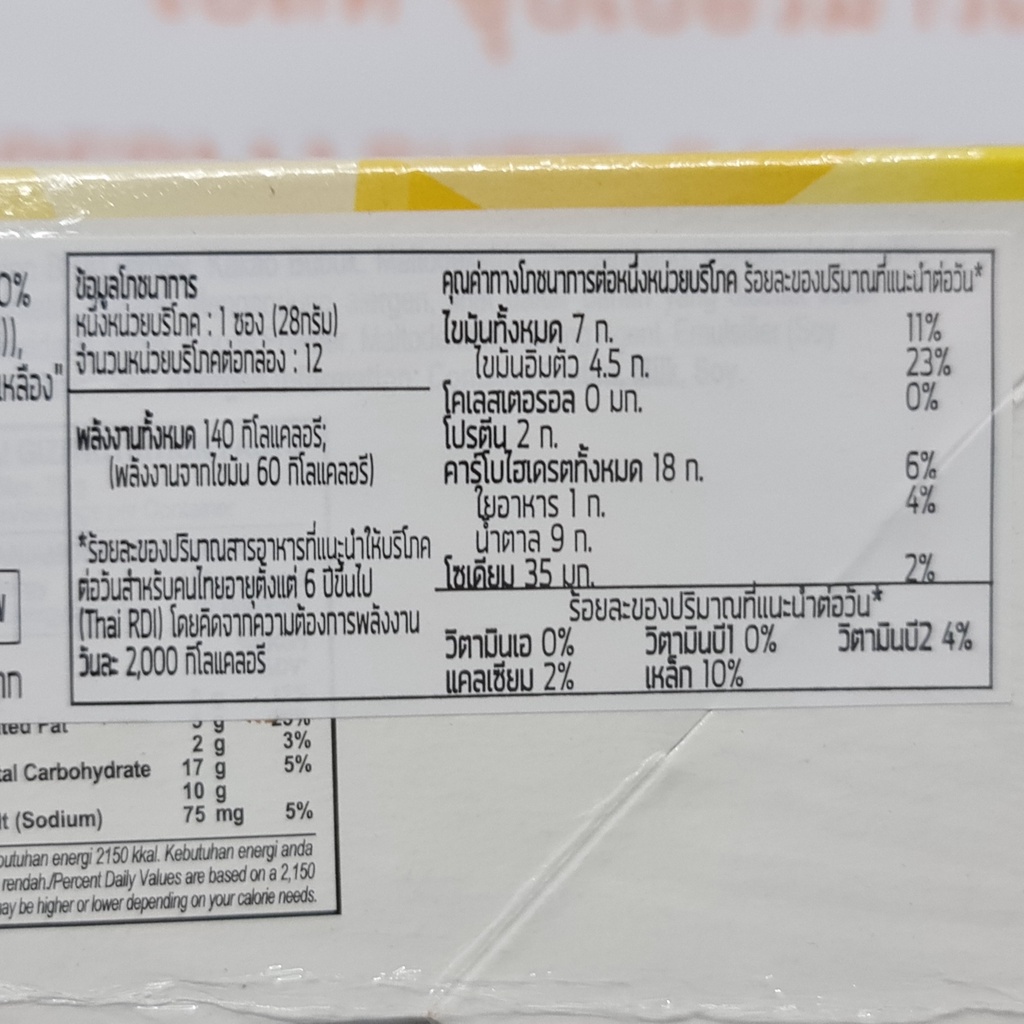 0%
)),
เหลือง"
ข้อมูลโภชนาการ
หนึ่งหน่วยบริโภค : 1 ซอง (28กรัม)
จำนวนหน่วยบริโภคต่อกล่อง : 12
พลังงานทั้งหมด 140 กิโลแคลอรี;
(พลังงานจากไขมัน 60 กิโลแคลอรี)
*ร้อยละของปริมาณสารอาหารที่แนะนำให้บริโภค
ต่อวันสำหรับคนไทยอายุตั้งแต่ 6 ปีขึ้นไป
(Thai RDI) โดยคิดจากความต้องการพลังงาน
วันละ 2,000 กิโลแคลอรี
คุณค่าทางโภชนาการต่อหนึ่งหน่วยบริโภค ร้อยละของปริมาณที่แนะนำต่อวัน*
ไขมันทั้งหมด 7 ก. 11%
ไขมันอิ่มตัว 4.5 ก. 23%
โคเลสเตอรอล 0 มก. 0%
โปรตีน 2 ก.
คาร์โบไฮเดรตทั้งหมด 18 ก. 6%
ใยอาหาร 1 ก. 4%
น้ำตาล 9 ก.
โซเดียม 35 มก. 2%
ร้อยละของปริมาณที่แนะนำต่อวัน*
วิตามินเอ 0% วิตามินบี1 0% วิตามินบี2 4%
แคลเซียม 2% เหล็ก 10%
2 g 3%
al Carbohydrate 17 g 5%
10 g
lt (Sodium) 75 mg 5%
butuhan energi 2150 kkal. Kebutuhan energi anda
rendah./Percent Daily Values are based on a 2,150
ay be higher or lower depending on your calorie needs.